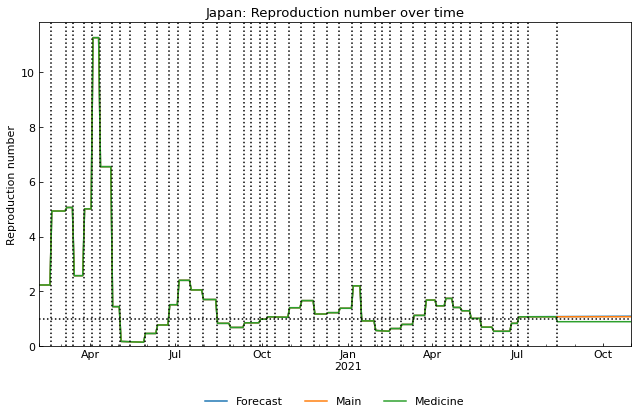 Japan: Reproduction number over time
Reproduction number
10
8
6
4
2
0
Apr
Jul
Oct
Jan
2021
Apr
Jul
Oct
Forecast
Main
Medicine